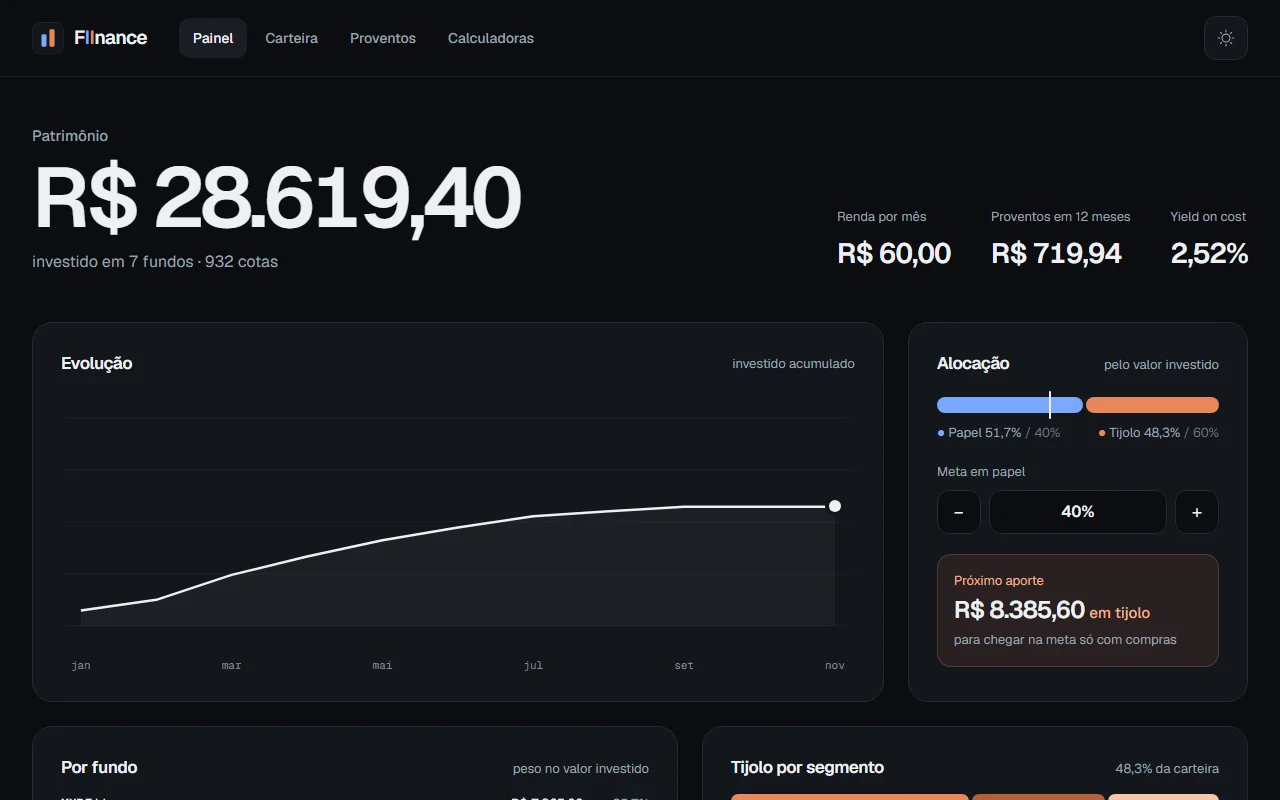 FIInance
Painel
Carteira
Proventos
Calculadoras
Patrimônio
R$ 28.619,40
investido em 7 fundos · 932 cotas
Renda por mês
R$ 60,00
Proventos em 12 meses
R$ 719,94
Yield on cost
2,52%
Evolução
investido acumulado
jan mar mai jul set nov
Alocação
pelo valor investido
Papel 51,7% / 40%
Tijolo 48,3% / 60%
Meta em papel
− 40% +
Próximo aporte
R$ 8.385,60 em tijolo
para chegar na meta só com compras
Por fundo
peso no valor investido
Tijolo por segmento
48,3% da carteira